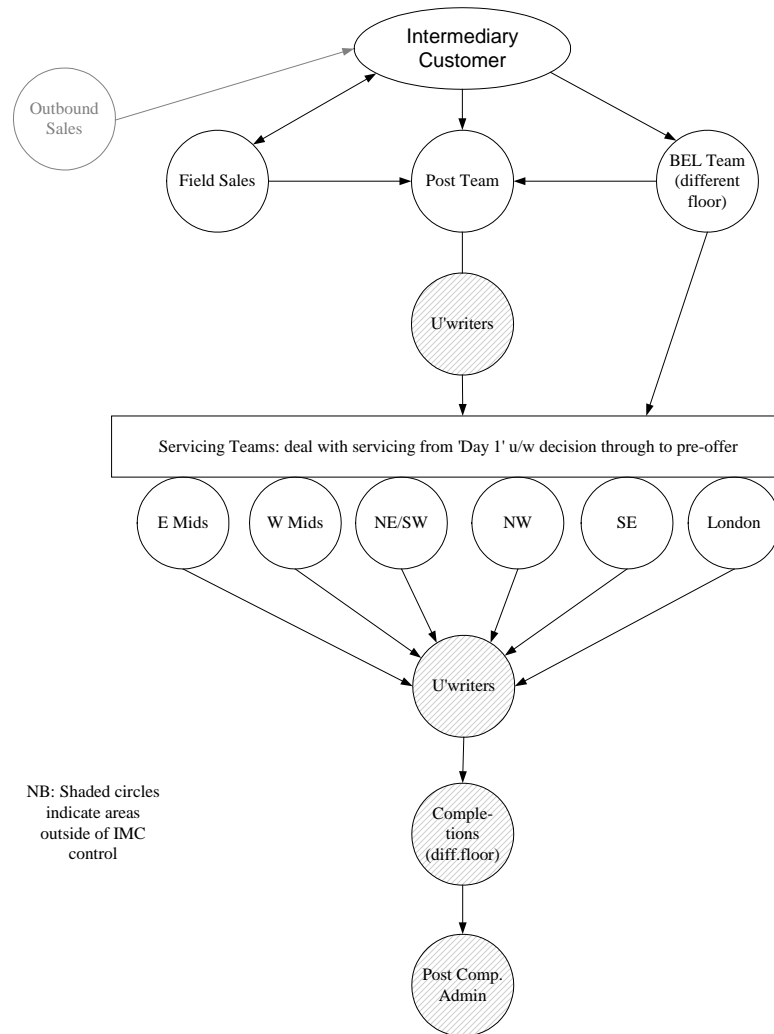 Intermediary
Customer
Outbound
Sales
Field Sales
Post Team
BEL Team
(different
floor)
U'writers
Servicing Teams: deal with servicing from 'Day 1' u/w decision through to pre-offer
E Mids
W Mids
NE/SW
NW
SE
London
U'writers
NB: Shaded circles
indicate areas
outside of IMC
control
Comple-
tions
(diff.floor)
Post Comp.
Admin